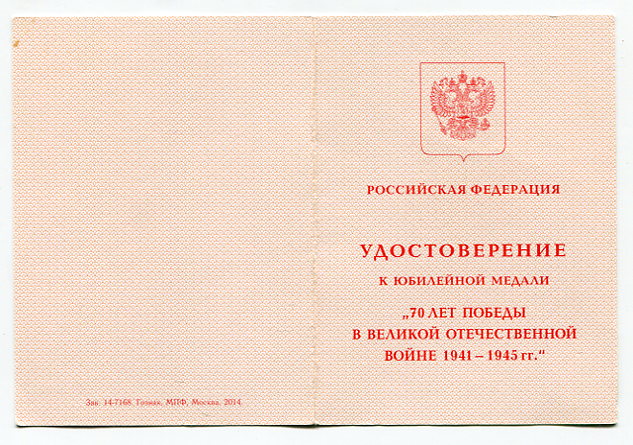 РОССИЙСКАЯ ФЕДЕРАЦИЯ
УДОСТОВЕРЕНИЕ
К ЮБИЛЕЙНОЙ МЕДАЛИ
„70 ЛЕТ ПОБЕДЫ
В ВЕЛИКОЙ ОТЕЧЕСТВЕННОЙ
ВОЙНЕ 1941 – 1945 гг.“
Зак. 14-7168. Гознак, МПФ, Москва, 2014.